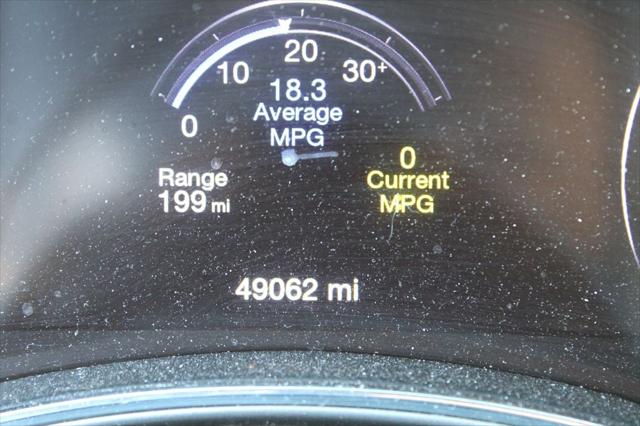 20
10
30+
18.3
0
Average
MPG
0
Range
Current
199 mi
MPG
49062 mi